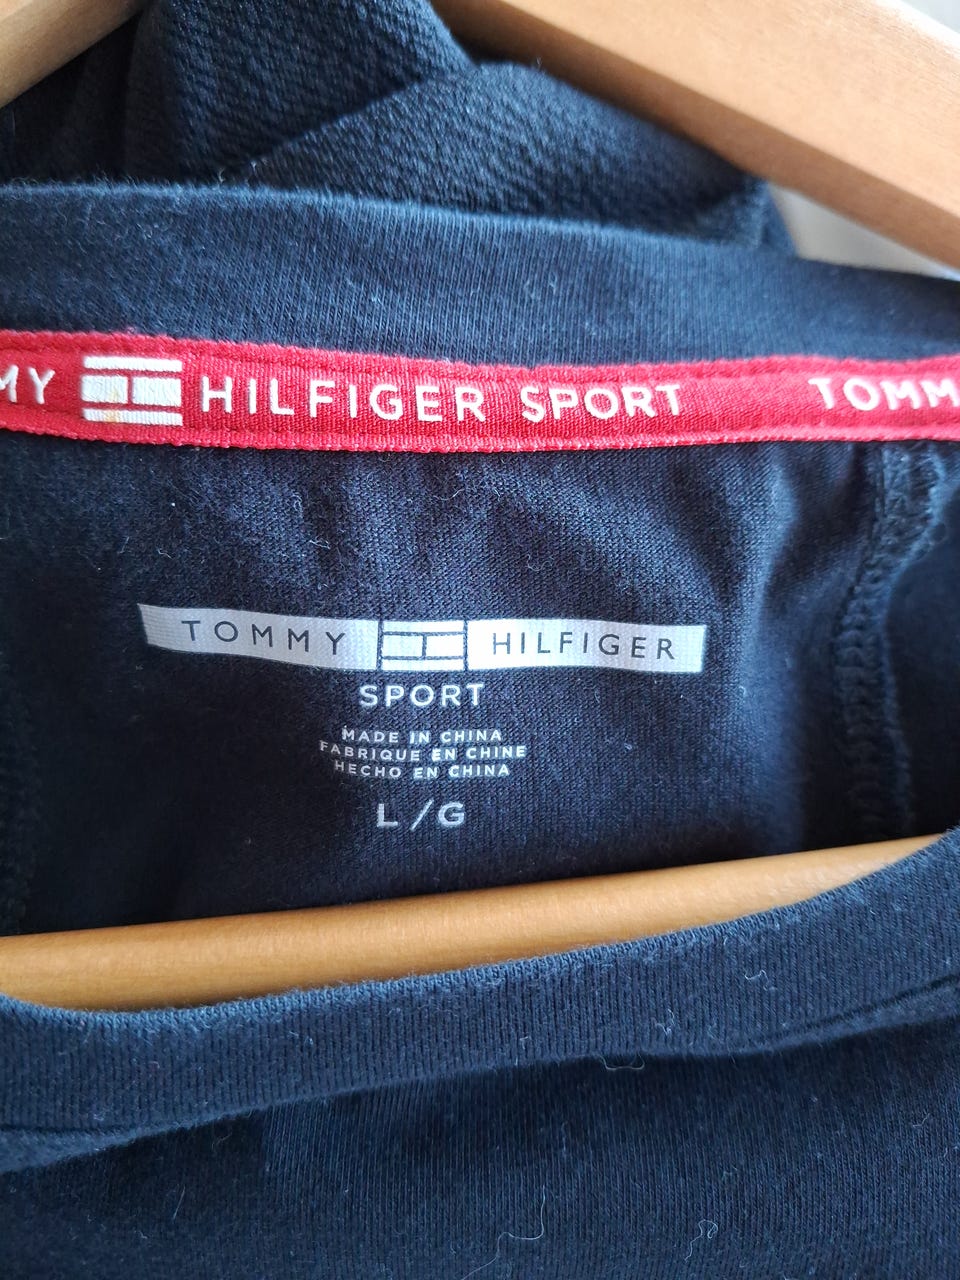 MY HILFIGER SPORT TOMM
TOMMY HILFIGER
SPORT
MADE IN CHINA
FABRIQUE EN CHINE
HECHO EN CHINA
L/G